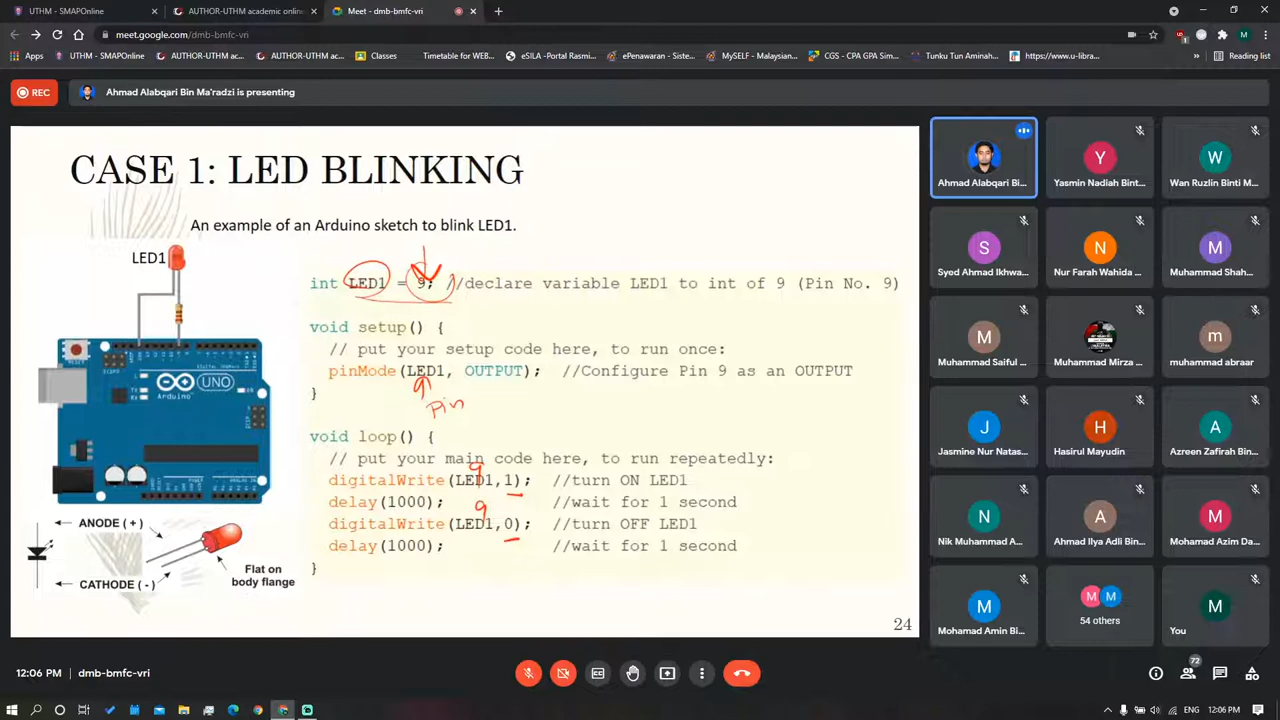 UTHM - SMAPOnline
AUTHOR-UTHM academic online
Meet - dmb-bmfc-vri
meet.google.com/dmb-bmfc-vri
Apps
UTHM - SMAPOnline
AUTHOR-UTHM ac...
AUTHOR-UTHM ac...
Classes
Timetable for WEB...
eSILA -Portal Rasmi...
ePenawaran - Siste...
MySELF - Malaysian...
CGS - CPA GPA Sim...
Tunku Tun Aminah...
https://www.u-libra...
»
Reading list
REC
Ahmad Alabqari Bin Ma'radzi is presenting
CASE 1: LED BLINKING
An example of an Arduino sketch to blink LED1.
LED1
int LED1 = 9; //declare variable LED1 to int of 9 (Pin No. 9)
void setup() {
// put your setup code here, to run once:
pinMode(LED1, OUTPUT); //Configure Pin 9 as an OUTPUT
Pin
}
void loop() {
// put your main code here, to run repeatedly:
9
digitalWrite(LED1,1); //turn ON LED1
delay(1000); //wait for 1 second
9
digitalWrite(LED1,0); //turn OFF LED1
delay(1000); //wait for 1 second
}
UNO
Arduino
ANODE ( + )
CATHODE ( - )
Flat on
body flange
24
Ahmad Alabqari Bi...
Y
Yasmin Nadiah Bint...
W
Wan Ruzlin Binti M...
S
Syed Ahmad Ikhwa...
N
Nur Farah Wahida ...
M
Muhammad Shah...
M
Muhammad Saiful ...
Muhammad Mirza ...
m
muhammad abraar
J
Jasmine Nur Natas...
H
Hasirul Mayudin
A
Azreen Zafirah Bin...
N
Nik Muhammad A...
A
Ahmad Ilya Adli Bin...
M
Mohamad Azim Da...
M
Mohamad Amin Bi...
M M
54 others
M
You
12:06 PM | dmb-bmfc-vri
72
ENG 12:06 PM